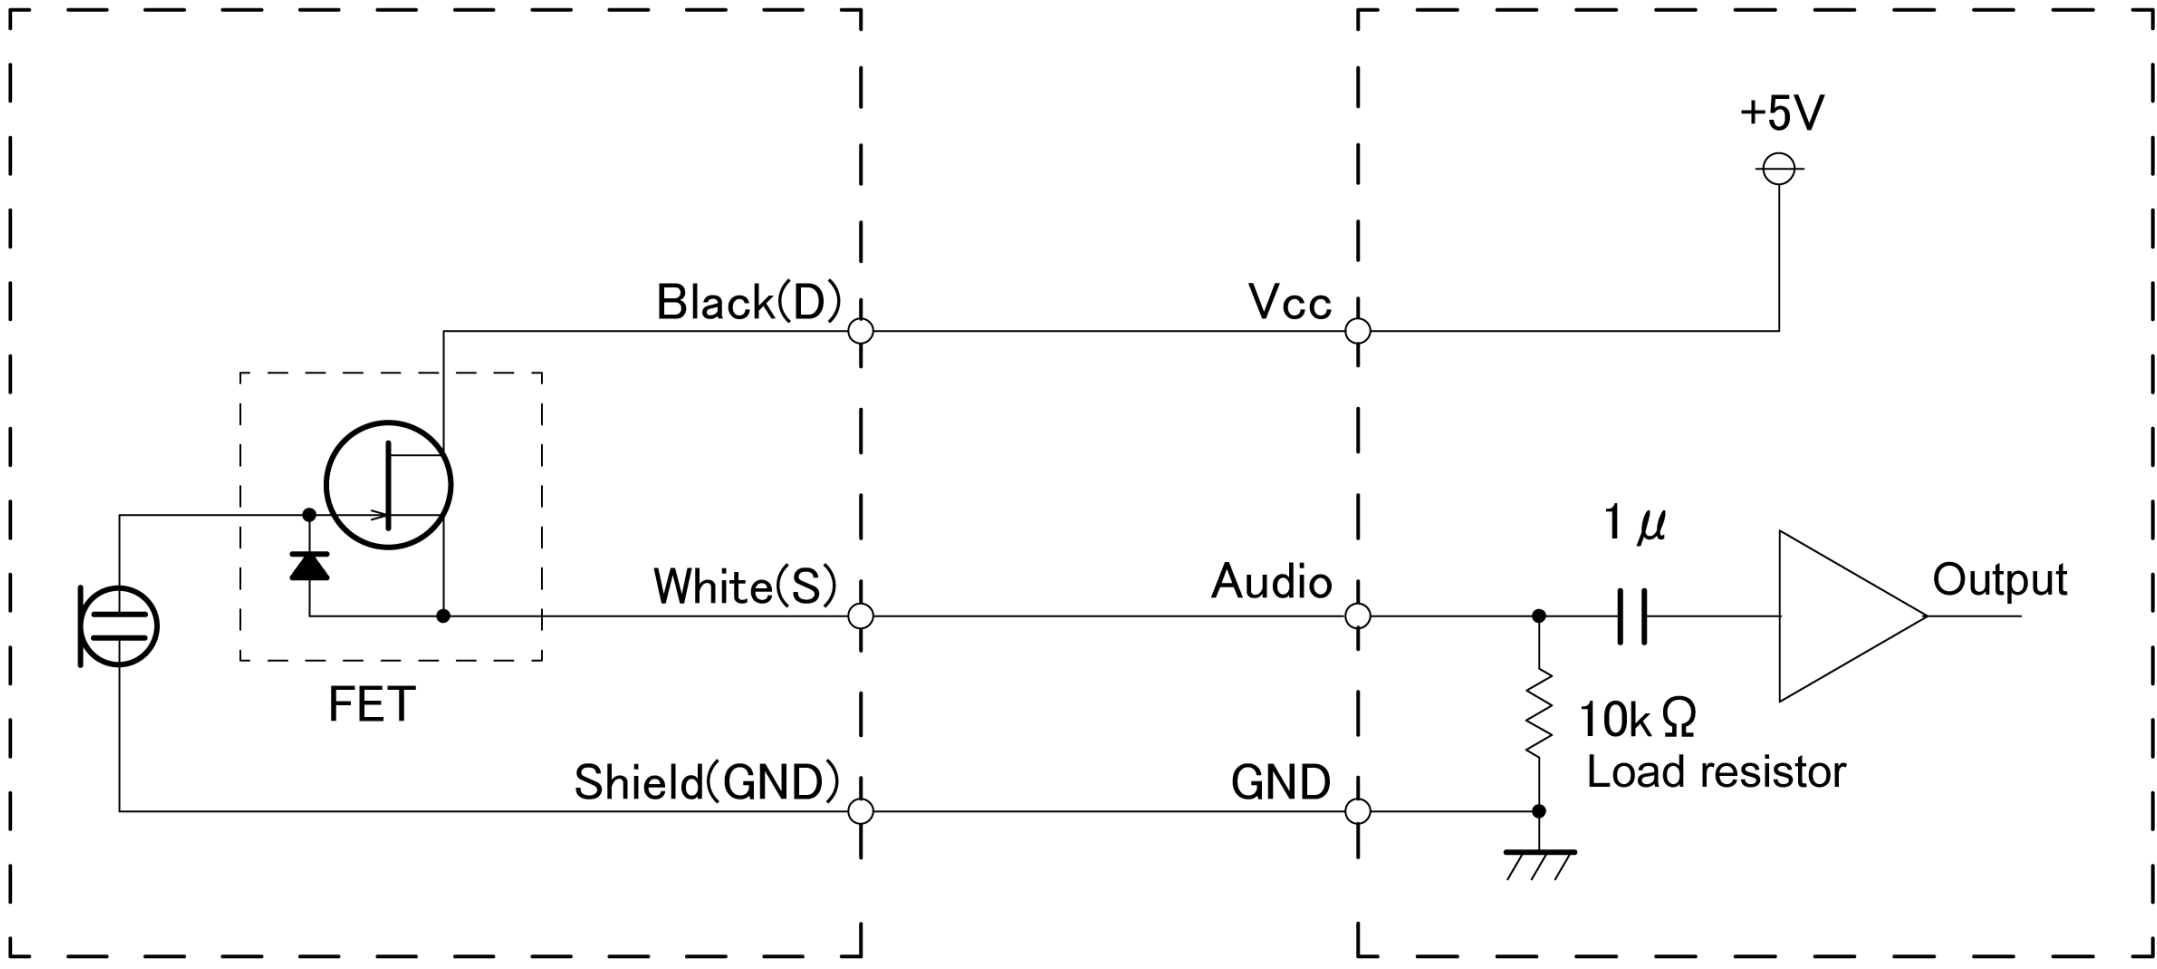 +5V
Black(D)
Vcc
1μ
White(S)
Audio
Output
FET
10kΩ
Load resistor
Shield(GND)
GND